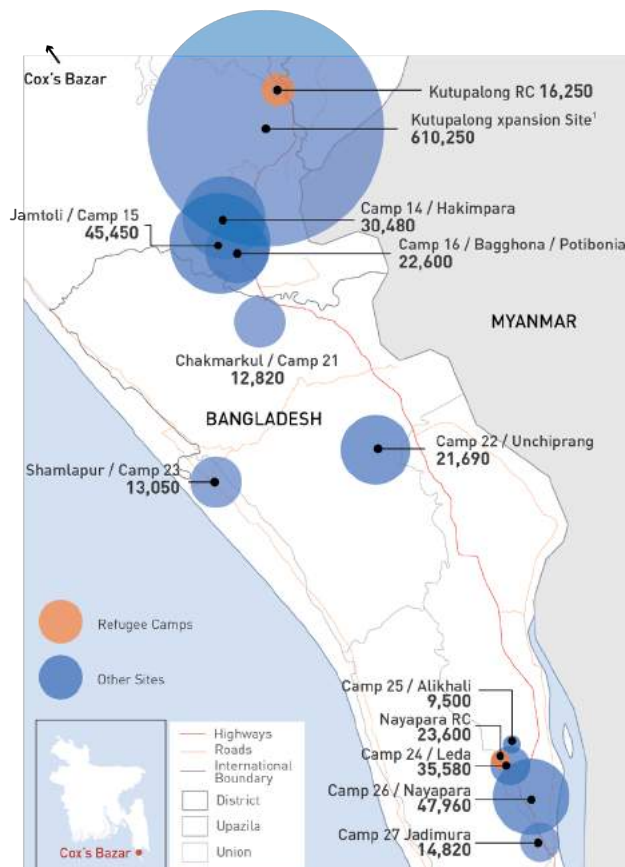 Cox's Bazar
Kutupalong RC 16,250
Kutupalong xpansion Site¹
610,250
Camp 14 / Hakimpara
30,480
Jamtoli / Camp 15
45,450
Camp 16 / Bagghona / Potibonia
22,600
MYANMAR
Chakmarkul / Camp 21
12,820
BANGLADESH
Camp 22 / Unchiprang
21,690
Shamlapur / Camp 23
13,050
Refugee Camps
Other Sites
Camp 25 / Alikhali
9,500
Nayapara RC
23,600
Camp 24 / Leda
35,580
Camp 26 / Nayapara
47,960
Camp 27 Jadimura
14,820
Highways
Roads
International
Boundary
District
Upazila
Union
Cox's Bazar